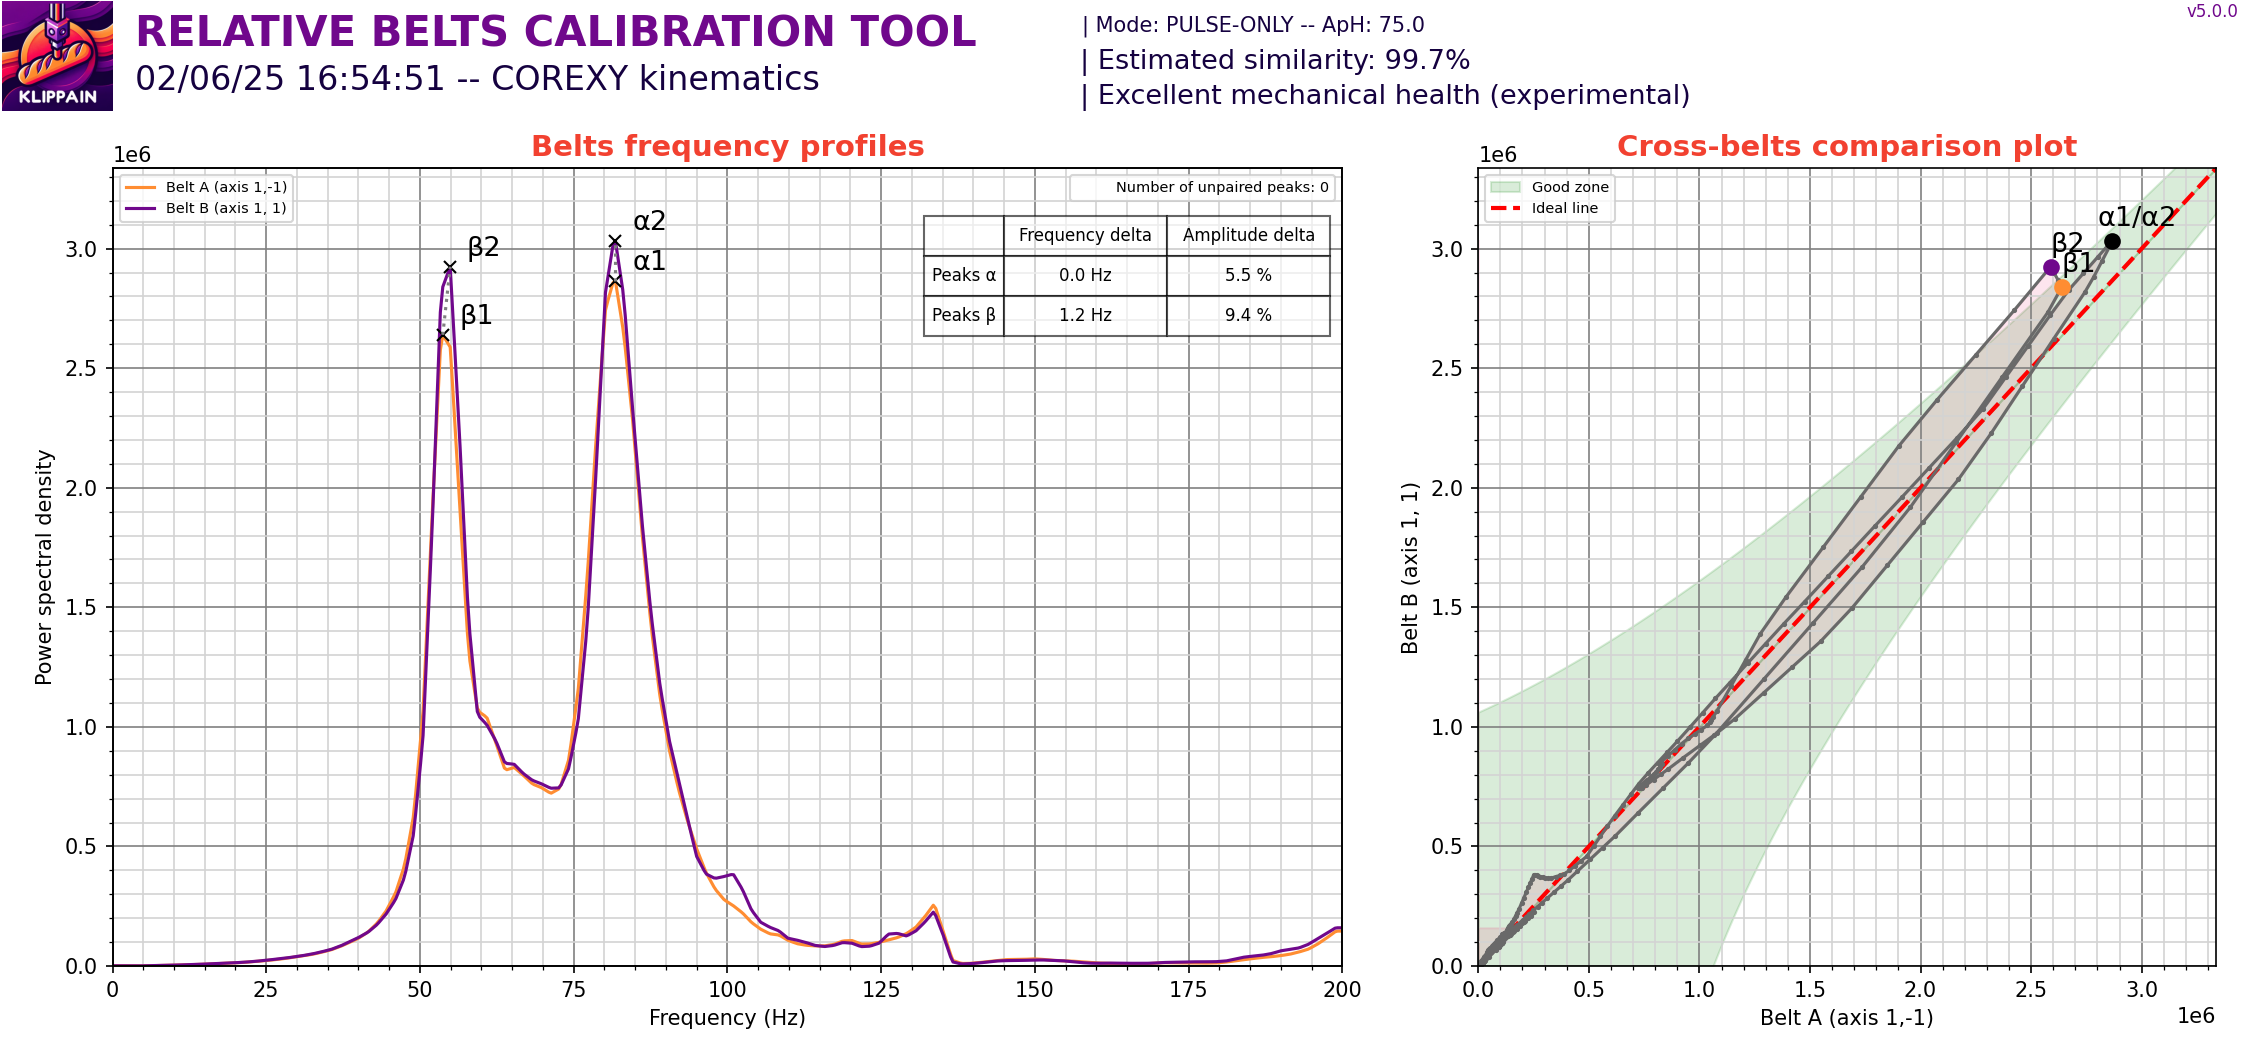 KLIPPAIN
RELATIVE BELTS CALIBRATION TOOL
02/06/25 16:54:51 -- COREXY kinematics
| Mode: PULSE-ONLY -- ApH: 75.0
| Estimated similarity: 99.7%
| Excellent mechanical health (experimental)
v5.0.0
Belts frequency profiles
1e6
Belt A (axis 1,-1)
Belt B (axis 1, 1)
Number of unpaired peaks: 0
Frequency delta Amplitude delta
Peaks α 0.0 Hz 5.5 %
Peaks β 1.2 Hz 9.4 %
α2
α1
β2
β1
3.0
2.5
2.0
1.5
1.0
0.5
0.0
Power spectral density
0 25 50 75 100 125 150 175 200
Frequency (Hz)
Cross-belts comparison plot
1e6
Good zone
Ideal line
α1/α2
β2
β1
3.0
2.5
2.0
1.5
1.0
0.5
0.0
Belt B (axis 1, 1)
0.0 0.5 1.0 1.5 2.0 2.5 3.0
Belt A (axis 1,-1)
1e6